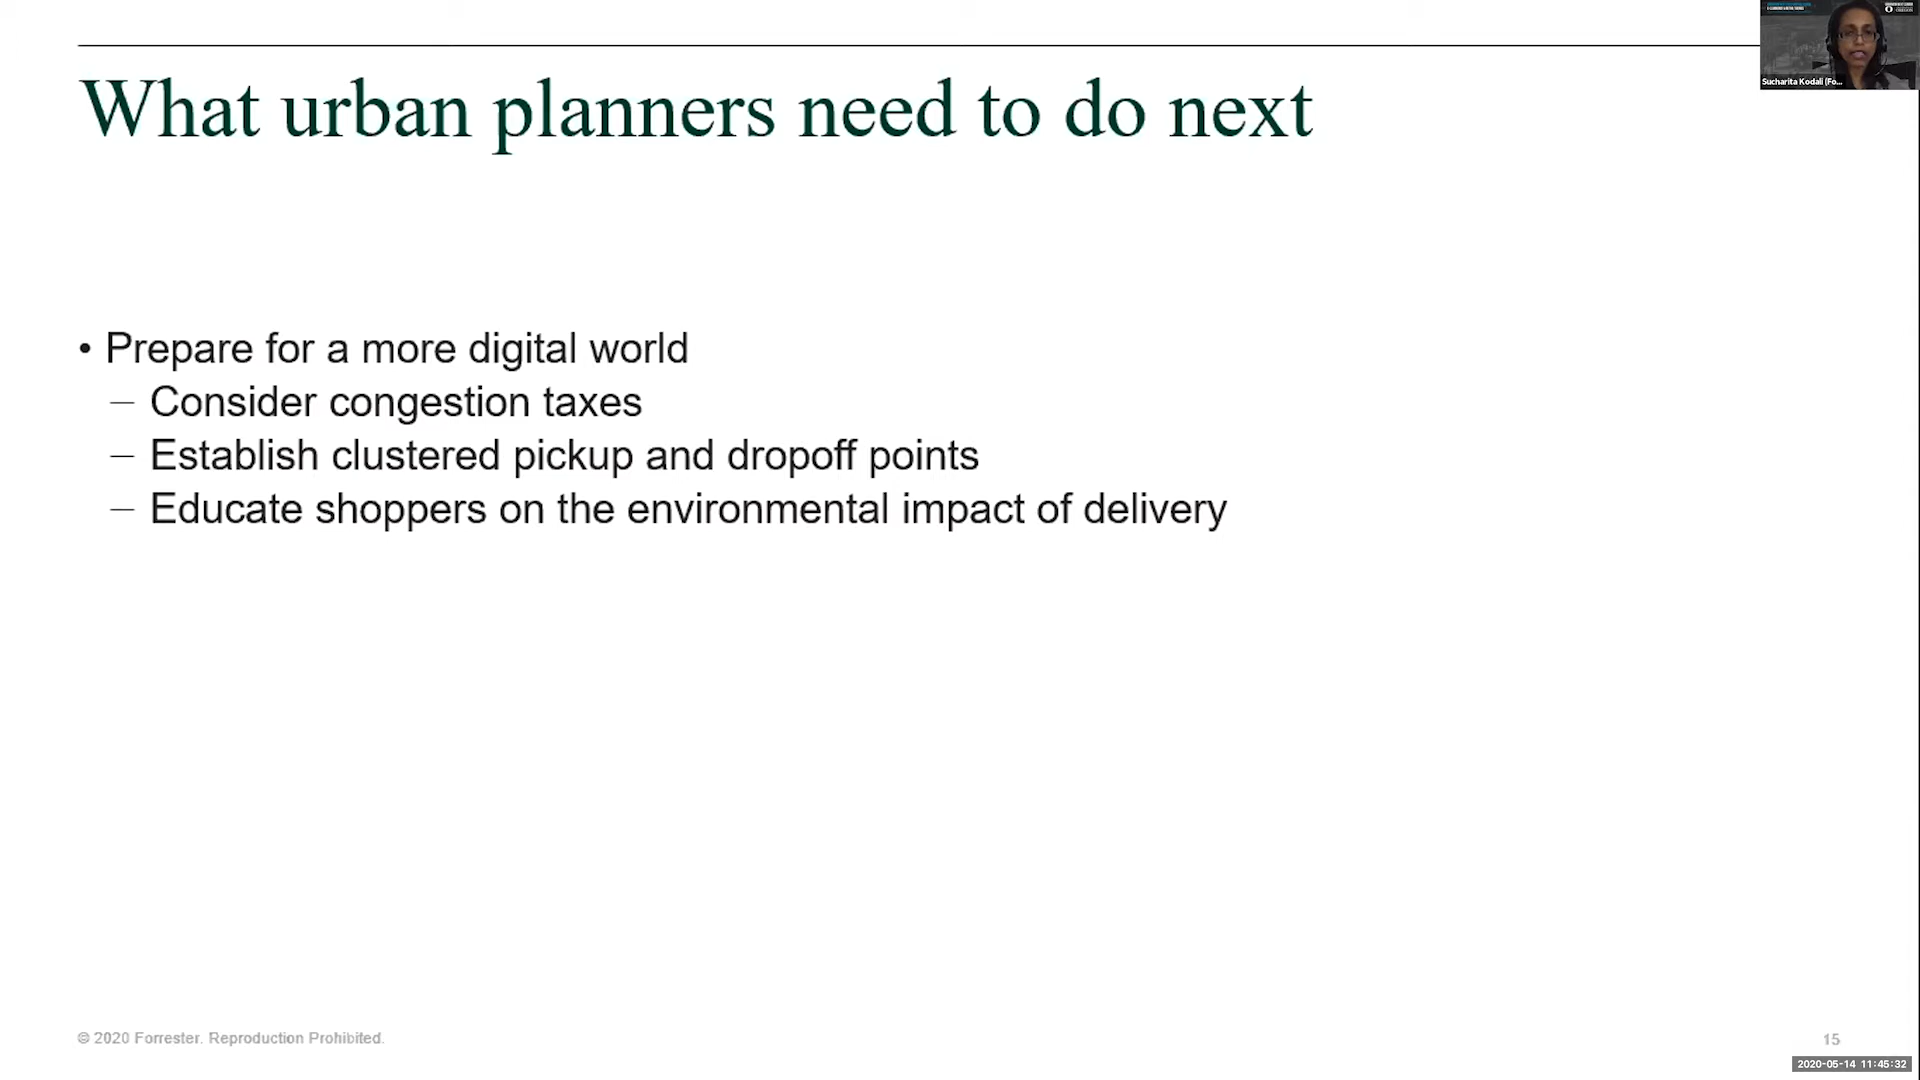 What urban planners need to do next
Sucharita Kodali (Fo...
• Prepare for a more digital world
– Consider congestion taxes
– Establish clustered pickup and dropoff points
– Educate shoppers on the environmental impact of delivery
© 2020 Forrester. Reproduction Prohibited.
15
2020-05-14 11:45:32